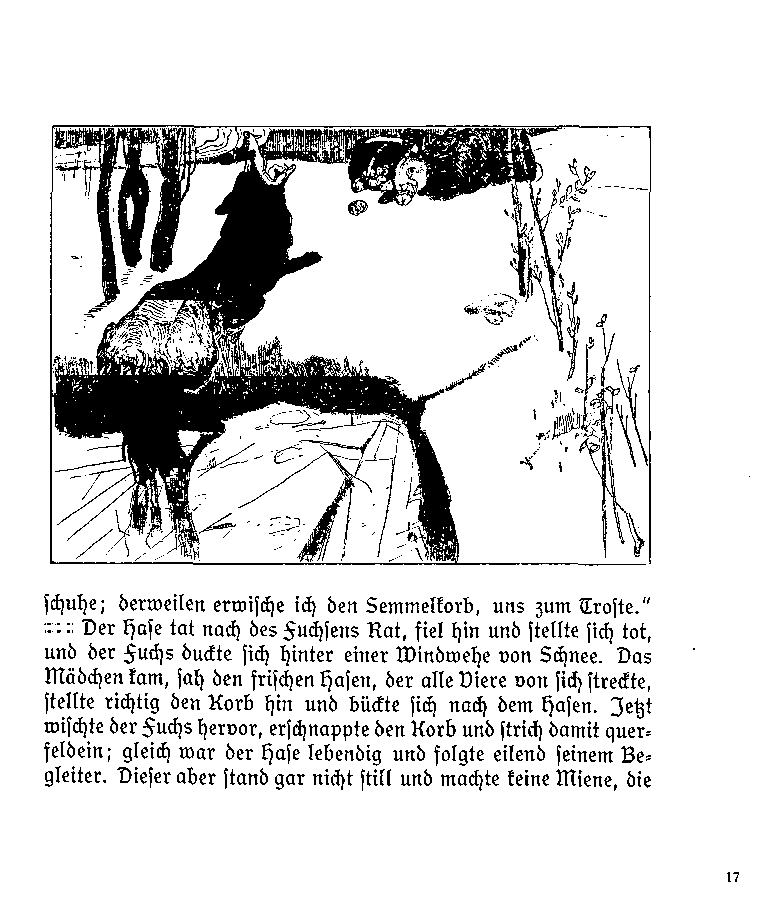 schuhe; derweilen erwische ich den Semmelkorb, uns zum Troste."
::::: Der Hase tat nach des Fuchsens Rat, fiel hin und stellte sich tot,
und der Fuchs duckte sich hinter einer Windwehe von Schnee. Das
Mädchen kam, sah den frischen Hasen, der alle Viere von sich streckte,
stellte richtig den Korb hin und bückte sich nach dem Hasen. Jetzt
wischte der Fuchs hervor, erschnappte den Korb und strich damit quer-
feldein; gleich war der Hase lebendig und folgte eilend seinem Be-
gleiter. Dieser aber stand gar nicht still und machte keine Miene, die
17